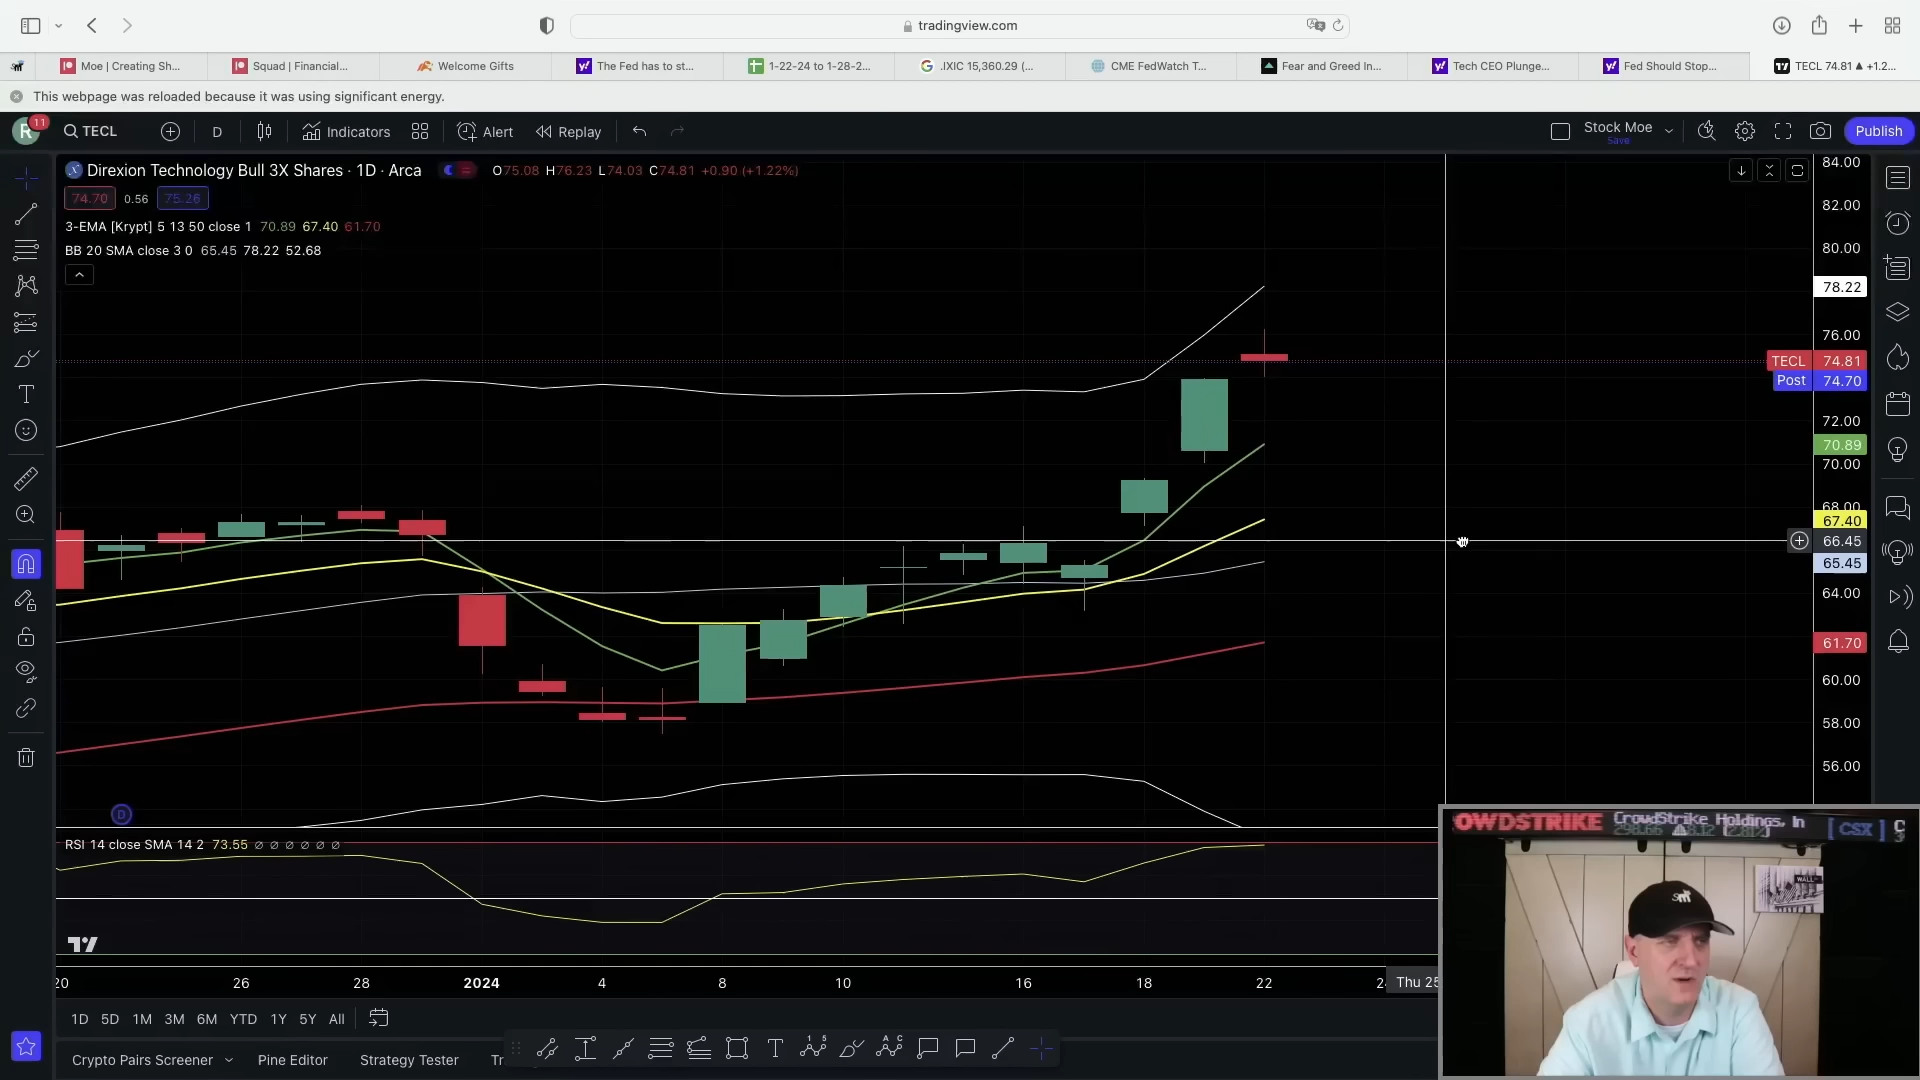 tradingview.com
Moe | Creating Sh...
Squad | Financial...
Welcome Gifts
The Fed has to st...
1-22-24 to 1-28-2...
.IXIC 15,360.29 (...
CME FedWatch T...
Fear and Greed In...
Tech CEO Plunge...
Fed Should Stop...
TECL 74.81 ▲ +1.2...
This webpage was reloaded because it was using significant energy.
R 11 TECL D Indicators Alert Replay Stock Moe Save Publish
Direxion Technology Bull 3X Shares · 1D · Arca O75.08 H76.23 L74.03 C74.81 +0.90 (+1.22%)
74.70 0.56 75.26
3-EMA [Krypt] 5 13 50 close 1 70.89 67.40 61.70
BB 20 SMA close 3 0 65.45 78.22 52.68
84.00
82.00
80.00
78.22
76.00
TECL 74.81
Post 74.70
72.00
70.89
70.00
68.00
67.40
66.45
65.45
64.00
61.70
60.00
58.00
56.00
D
RSI 14 close SMA 14 2 73.55 ∅ ∅ ∅ ∅ ∅ ∅
20 26 28 2024 4 8 10 16 18 22 Thu 25
1D 5D 1M 3M 6M YTD 1Y 5Y All
Crypto Pairs Screener Pine Editor Strategy Tester Tr
OWDSTRIKE CrowdStrike Holdings, In [ CSX ] C
WALL